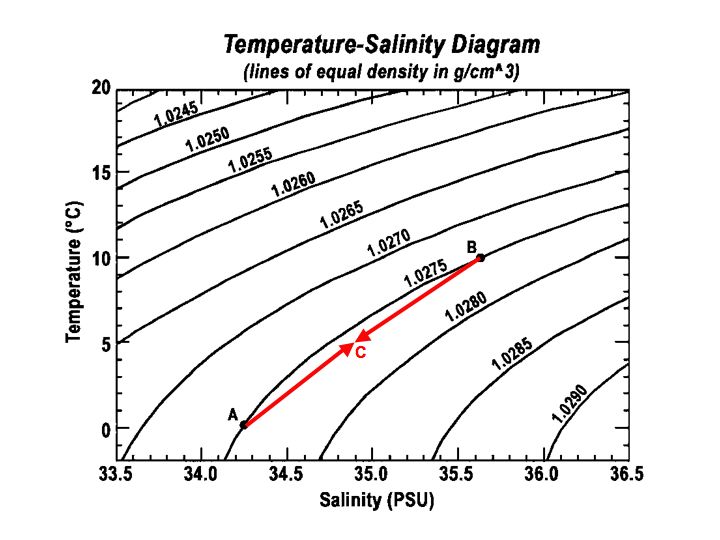 Temperature-Salinity Diagram
(lines of equal density in g/cm^3)
Temperature (°C)
20
15
10
5
0
1.0245
1.0250
1.0255
1.0260
1.0265
1.0270
1.0275
1.0280
1.0285
1.0290
B
C
A
33.5 34.0 34.5 35.0 35.5 36.0 36.5
Salinity (PSU)